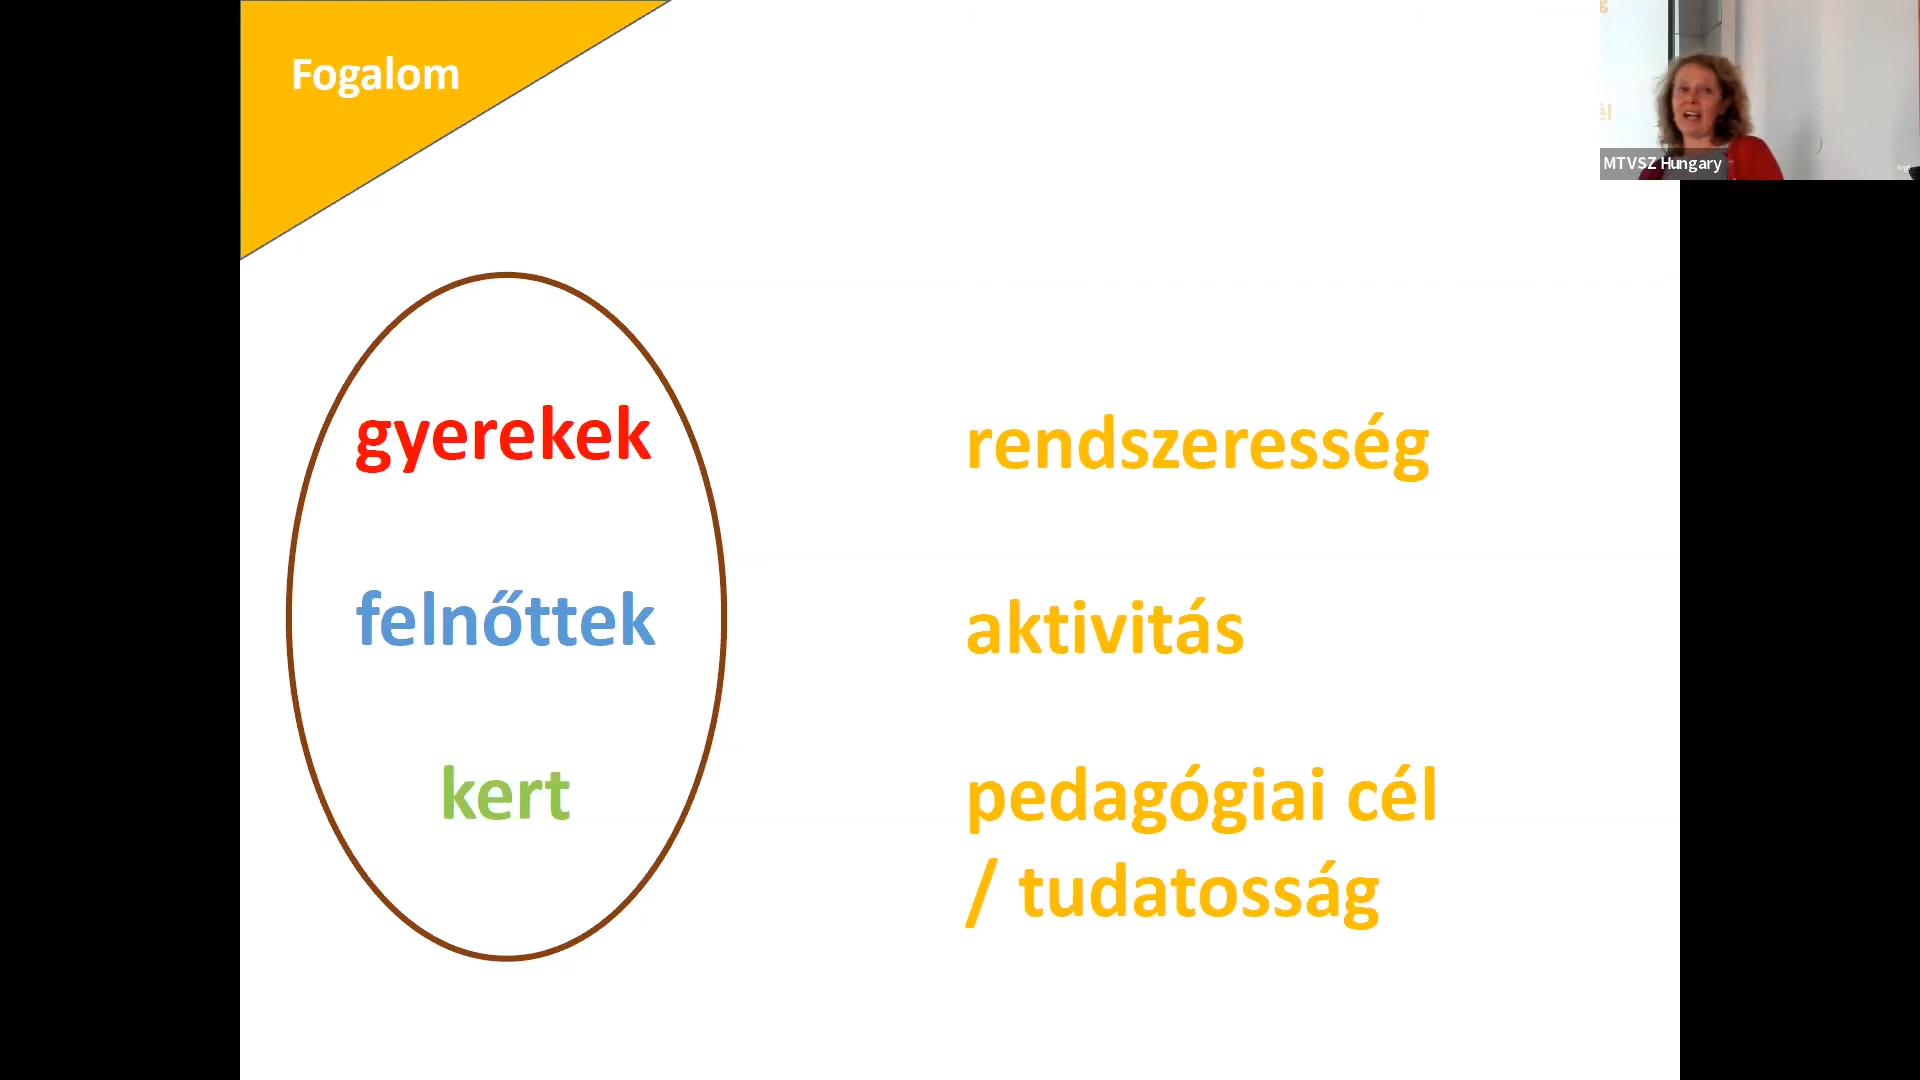 Fogalom
MTVSZ Hungary
gyerekek
felnőttek
kert
rendszeresség
aktivitás
pedagógiai cél
/ tudatosság